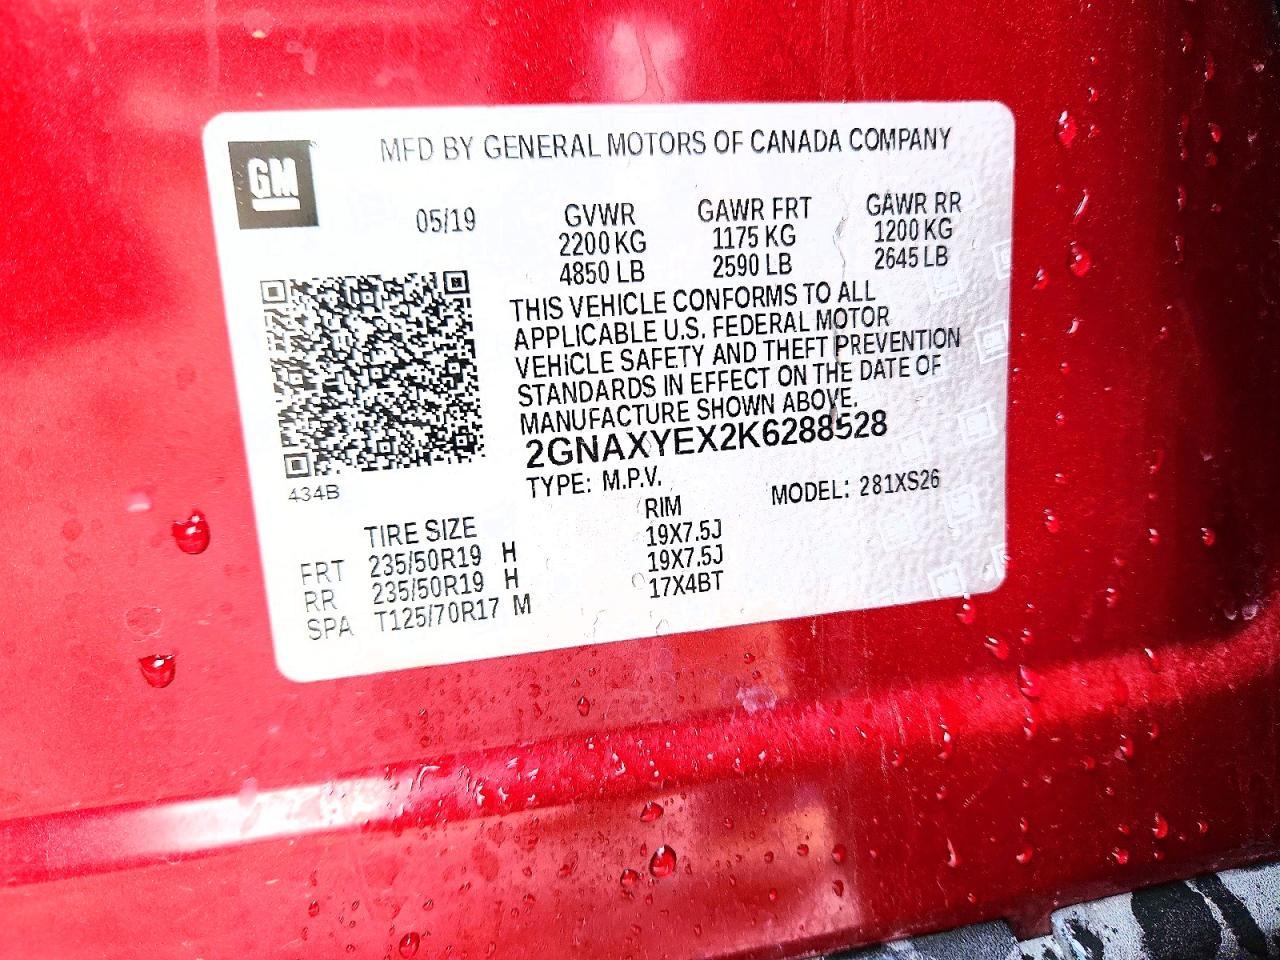 GM
MFD BY GENERAL MOTORS OF CANADA COMPANY
05/19
GVWR GAWR FRT GAWR RR
2200 KG 1175 KG 1200 KG
4850 LB 2590 LB 2645 LB
THIS VEHICLE CONFORMS TO ALL
APPLICABLE U.S. FEDERAL MOTOR
VEHICLE SAFETY AND THEFT PREVENTION
STANDARDS IN EFFECT ON THE DATE OF
MANUFACTURE SHOWN ABOVE.
2GNAXYEX2K6288528
434B
TYPE: M.P.V. MODEL: 281XS26
TIRE SIZE RIM
FRT 235/50R19 H 19X7.5J
RR 235/50R19 H 19X7.5J
SPA T125/70R17 M 17X4BT